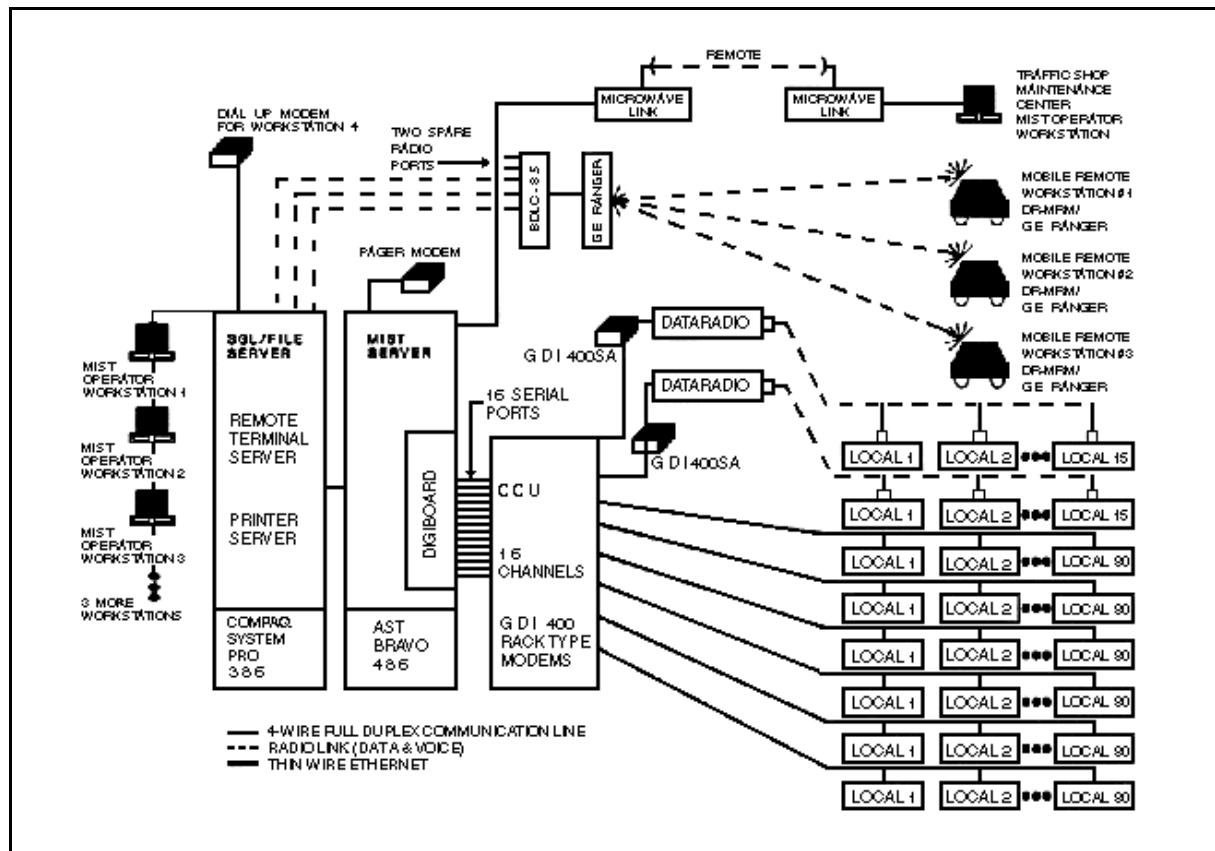 REMOTE
MICROWAVE
LINK
MICROWAVE
LINK
TRAFFIC SHOP
MAINTENANCE
CENTER
MIST OPERATOR
WORKSTATION
DIAL UP MODEM
FOR WORKSTATION 4
TWO SPARE
RADIO
PORTS
BDLC-85
GE RANGER
MOBILE REMOTE
WORKSTATION #1
DR-MRM/
GE RANGER
MOBILE REMOTE
WORKSTATION #2
DR-MRM/
GE RANGER
MOBILE REMOTE
WORKSTATION #3
DR-MRM/
GE RANGER
PAGER MODEM
SQL/FILE
SERVER
REMOTE
TERMINAL
SERVER
PRINTER
SERVER
COMPAQ
SYSTEM
PRO
386
MIST
SERVER
DIGIBOARD
AST
BRAVO
486
MIST
OPERATOR
WORKSTATION 1
MIST
OPERATOR
WORKSTATION 2
MIST
OPERATOR
WORKSTATION 3
3 MORE
WORKSTATIONS
16 SERIAL
PORTS
GDI 400SA
DATARADIO
DATARADIO
GDI 400SA
CCU
16
CHANNELS
GDI 400
RACK TYPE
MODEMS
LOCAL 1 LOCAL 2 LOCAL 15
LOCAL 1 LOCAL 2 LOCAL 15
LOCAL 1 LOCAL 2 LOCAL 90
LOCAL 1 LOCAL 2 LOCAL 90
LOCAL 1 LOCAL 2 LOCAL 90
LOCAL 1 LOCAL 2 LOCAL 90
LOCAL 1 LOCAL 2 LOCAL 90
LOCAL 1 LOCAL 2 LOCAL 90
4-WIRE FULL DUPLEX COMMUNICATION LINE
RADIO LINK (DATA & VOICE)
THIN WIRE ETHERNET